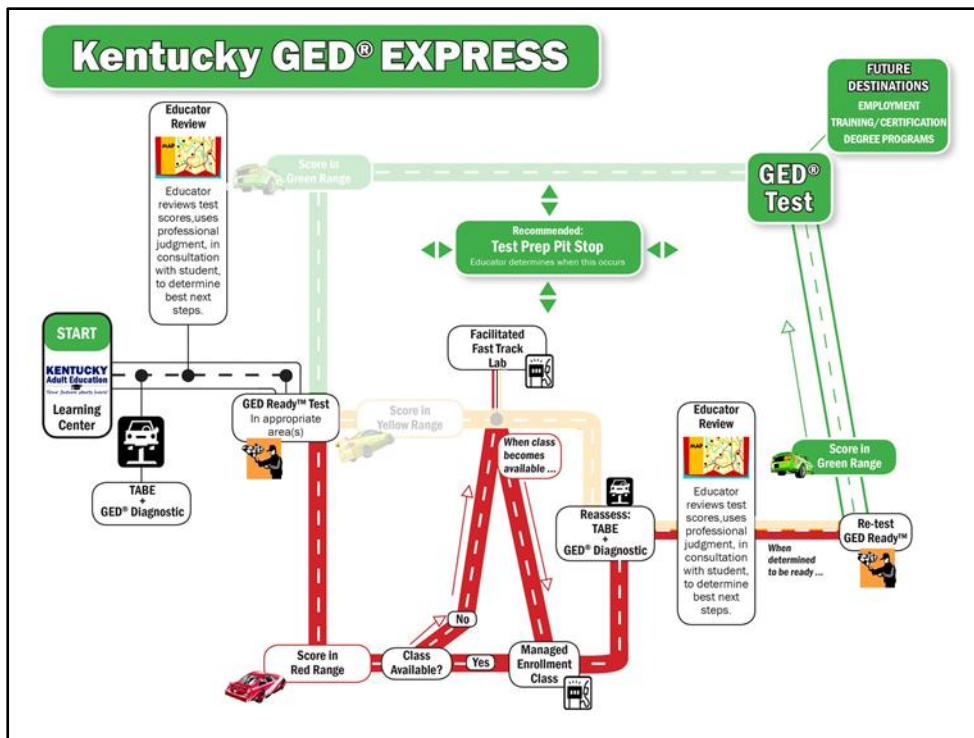 Kentucky GED® EXPRESS
FUTURE
DESTINATIONS
EMPLOYMENT
TRAINING/CERTIFICATION
DEGREE PROGRAMS
Educator
Review
MAP
Educator
reviews test
scores,uses
professional
judgment, in
consultation
with student,
to determine
best next
steps.
Score in
Green Range
GED®
Test
Recommended:
Test Prep Pit Stop
Educator determines when this occurs
START
KENTUCKY
Adult Education
Learning
Center
TABE
+
GED® Diagnostic
GED Ready™ Test
In appropriate
area(s)
Score in
Yellow Range
Facilitated
Fast Track
Lab
When class
becomes
available ...
Reassess:
TABE
+
GED® Diagnostic
Educator
Review
MAP
Educator
reviews test
scores,uses
professional
judgment, in
consultation
with student,
to determine
best next
steps.
Score in
Green Range
Re-test
GED Ready™
When
determined
to be ready ...
No
Score in
Red Range
Class
Available?
Yes
Managed
Enrollment
Class